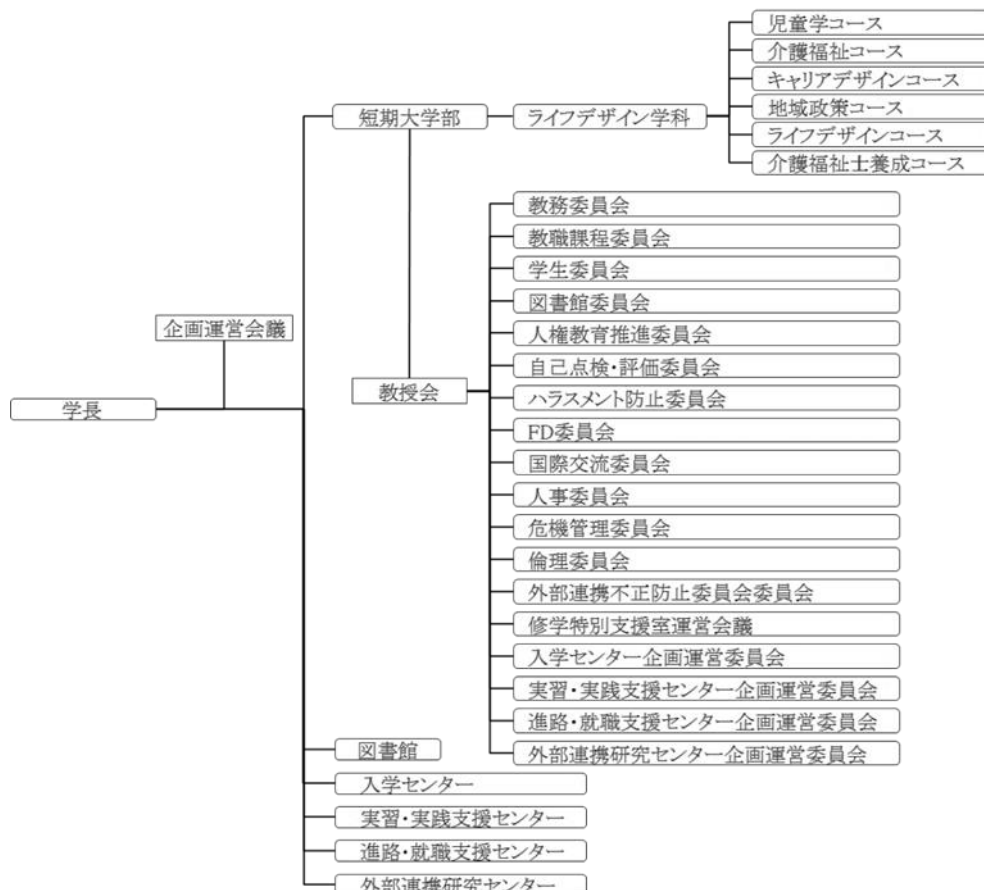 児童学コース
介護福祉コース
キャリアデザインコース
短期大学部
ライフデザイン学科
地域政策コース
ライフデザインコース
介護福祉士養成コース
教務委員会
教職課程委員会
学生委員会
図書館委員会
企画運営会議
人権教育推進委員会
自己点検・評価委員会
教授会
ハラスメント防止委員会
学長
FD委員会
国際交流委員会
人事委員会
危機管理委員会
倫理委員会
外部連携不正防止委員会委員会
修学特別支援室運営会議
入学センター企画運営委員会
実習・実践支援センター企画運営委員会
進路・就職支援センター企画運営委員会
図書館
外部連携研究センター企画運営委員会
入学センター
実習・実践支援センター
進路・就職支援センター
外部連携研究センター